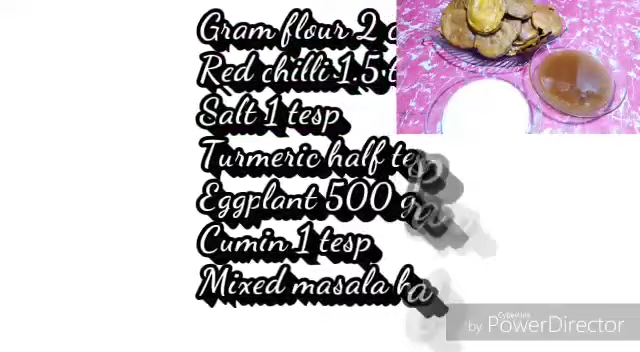 Gram flour 2
Red chilli 1.5
Salt 1 tesp
Turmeric half
Eggplant 500
Cumin 1 tesp
Mixed masala
CyberLink
by PowerDirector